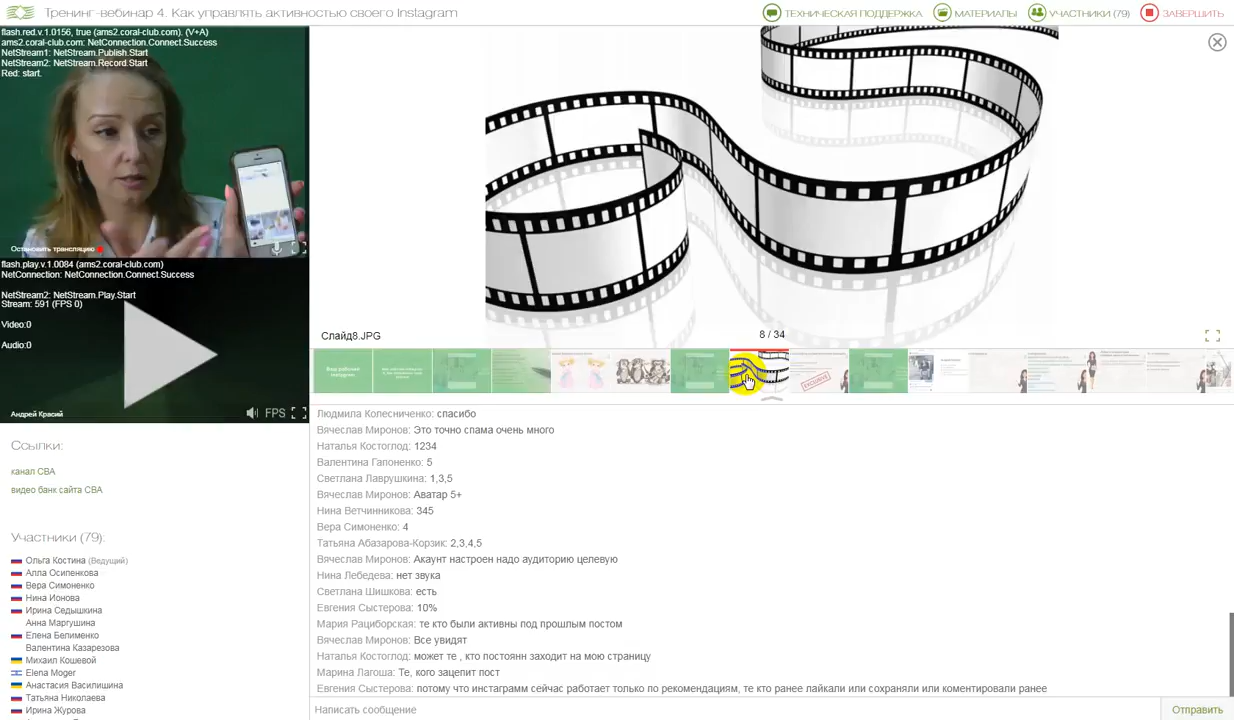 Тренинг-вебинар 4. Как управлять активностью своего Instagram
ТЕХНИЧЕСКАЯ ПОДДЕРЖКА
МАТЕРИАЛЫ
УЧАСТНИКИ (79)
ЗАВЕРШИТЬ
flash.red.v.1.0156, true (ams2.coral-club.com). (V+A)
ams2.coral-club.com: NetConnection.Connect.Success
NetStream1: NetStream.Publish.Start
NetStream2: NetStream.Record.Start
Red: start.
Остановить трансляцию
flash.play.v.1.0084 (ams2.coral-club.com)
NetConnection: NetConnection.Connect.Success
NetStream2: NetStream.Play.Start
Stream: 591 (FPS 0)
Video:0
Audio:0
Андрей Красий
FPS
Ссылки:
канал СВА
видео банк сайта СВА
Участники (79):
Ольга Костина (Ведущий)
Алла Осипенкова
Вера Симоненко
Нина Ионова
Ирина Седышкина
Анна Маргушина
Елена Белименко
Валентина Казарезова
Михаил Кошевой
Elena Moger
Анастасия Василишина
Татьяна Николаева
Ирина Журова
Слайд8.JPG
8 / 34
EXCLUSIVE
Людмила Колесниченко: спасибо
Вячеслав Миронов: Это точно спама очень много
Наталья Костоглод: 1234
Валентина Гапоненко: 5
Светлана Лаврушкина: 1,3,5
Вячеслав Миронов: Аватар 5+
Нина Ветчинникова: 345
Вера Симоненко: 4
Татьяна Абазарова-Корзик: 2,3,4,5
Вячеслав Миронов: Акаунт настроен надо аудиторию целевую
Нина Лебедева: нет звука
Светлана Шишкова: есть
Евгения Сыстерова: 10%
Мария Рациборская: те кто были активны под прошлым постом
Вячеслав Миронов: Все увидят
Наталья Костоглод: может те , кто постоянн заходит на мою страницу
Марина Лагоша: Те, кого зацепит пост
Евгения Сыстерова: потому что инстаграмм сейчас работает только по рекомендациям, те кто ранее лайкали или сохраняли или коментировали ранее
Написать сообщение
Отправить